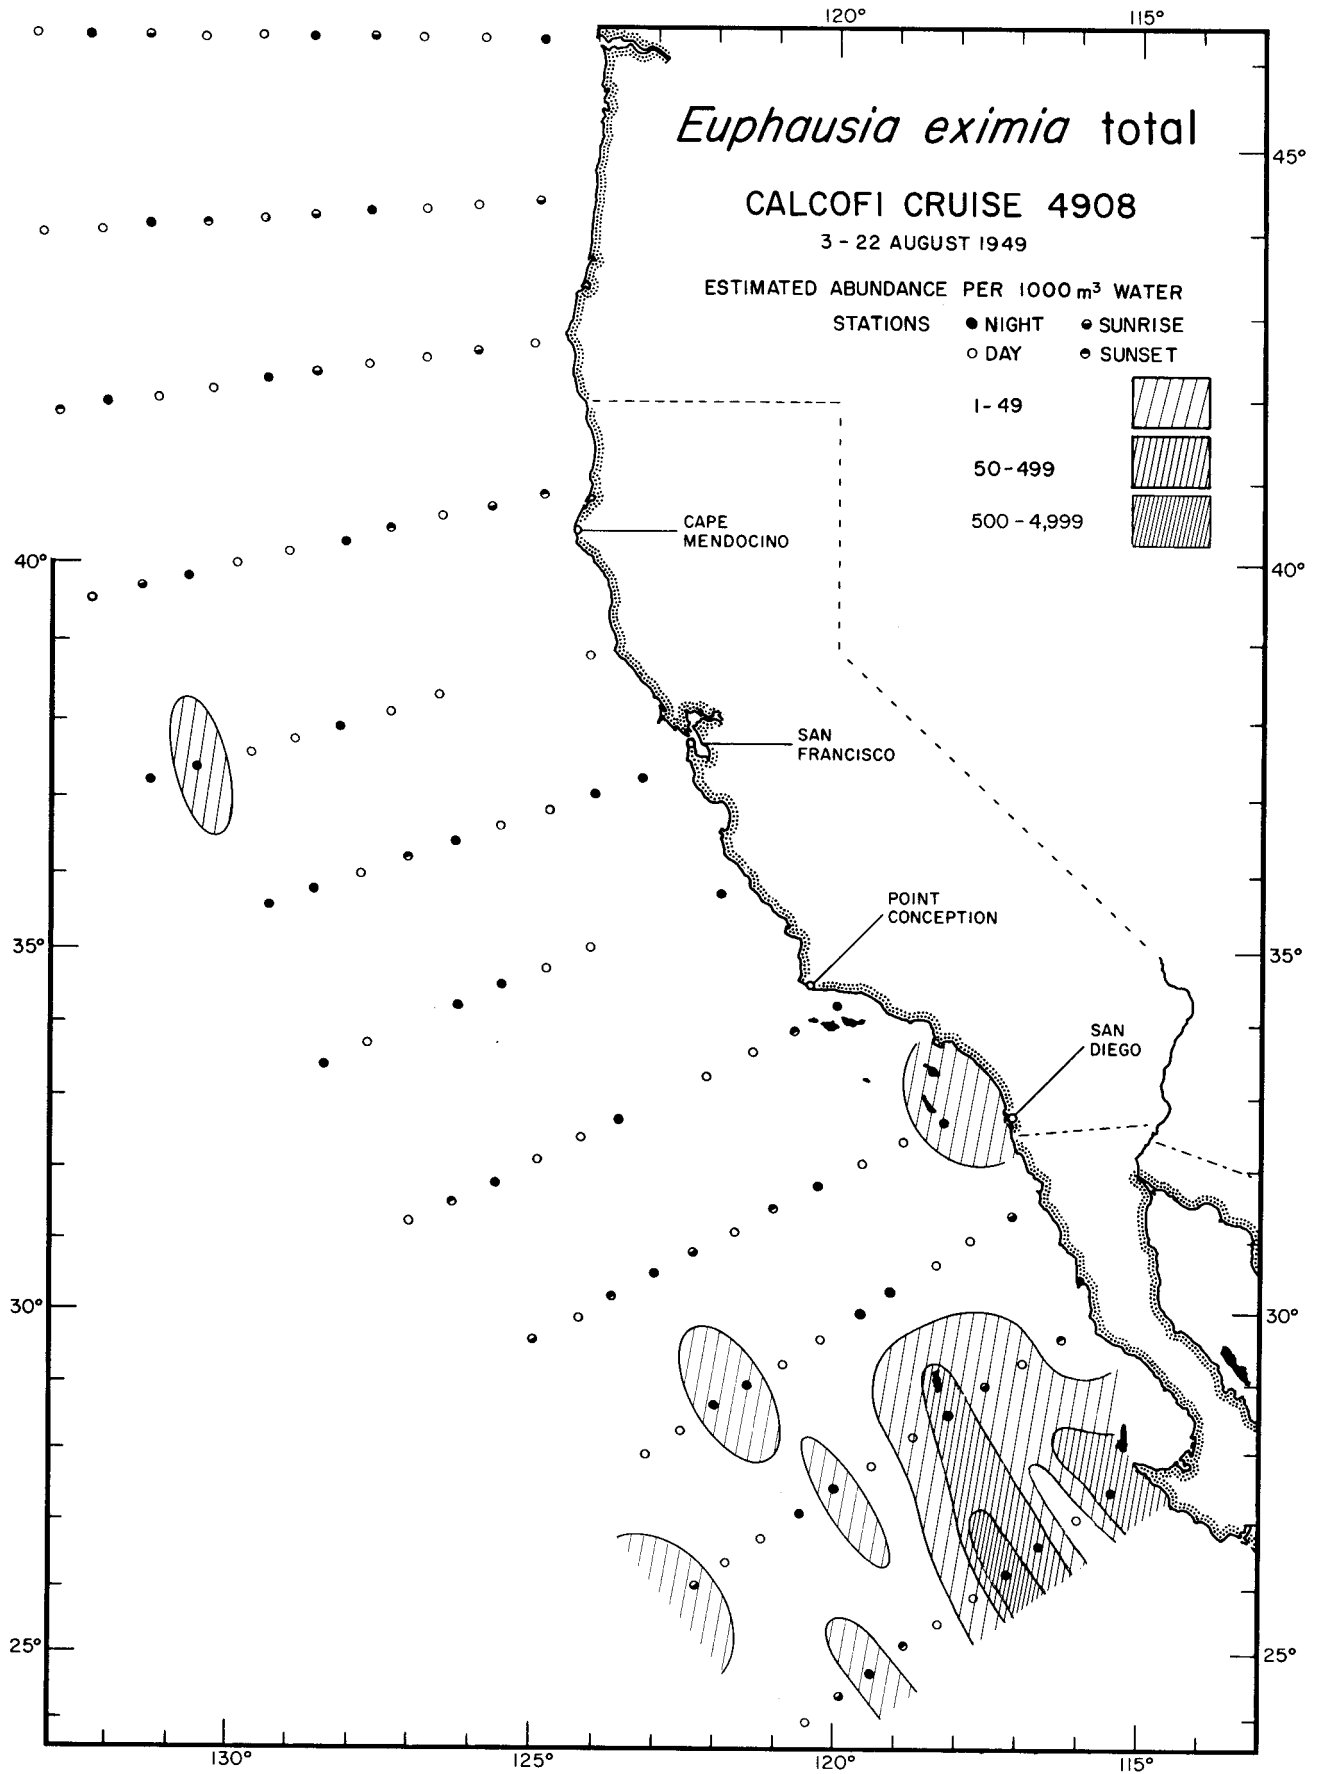 120° 115°
Euphausia eximia total
45°
CALCOFI CRUISE 4908
3 - 22 AUGUST 1949
ESTIMATED ABUNDANCE PER 1000 m³ WATER
STATIONS ● NIGHT ◒ SUNRISE
○ DAY ◓ SUNSET
1 - 49
50 - 499
500 - 4,999
CAPE
MENDOCINO
40° 40°
SAN
FRANCISCO
POINT
CONCEPTION
35° 35°
SAN
DIEGO
30° 30°
25° 25°
130° 125° 120° 115°